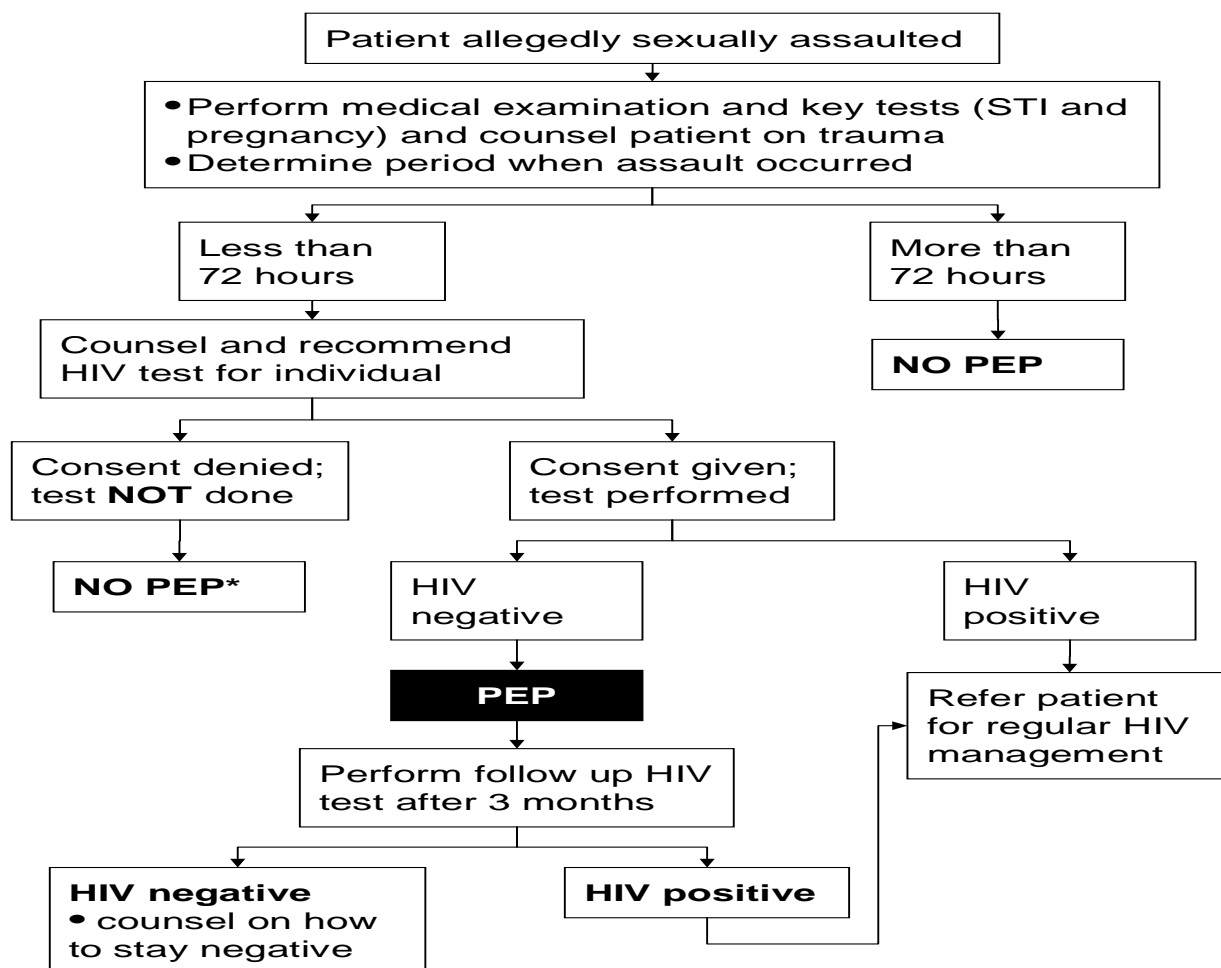 Patient allegedly sexually assaulted
• Perform medical examination and key tests (STI and
pregnancy) and counsel patient on trauma
• Determine period when assault occurred
Less than
72 hours
More than
72 hours
Counsel and recommend
HIV test for individual
NO PEP
Consent denied;
test NOT done
Consent given;
test performed
NO PEP*
HIV
negative
HIV
positive
PEP
Refer patient
for regular HIV
management
Perform follow up HIV
test after 3 months
HIV negative
• counsel on how
to stay negative
HIV positive